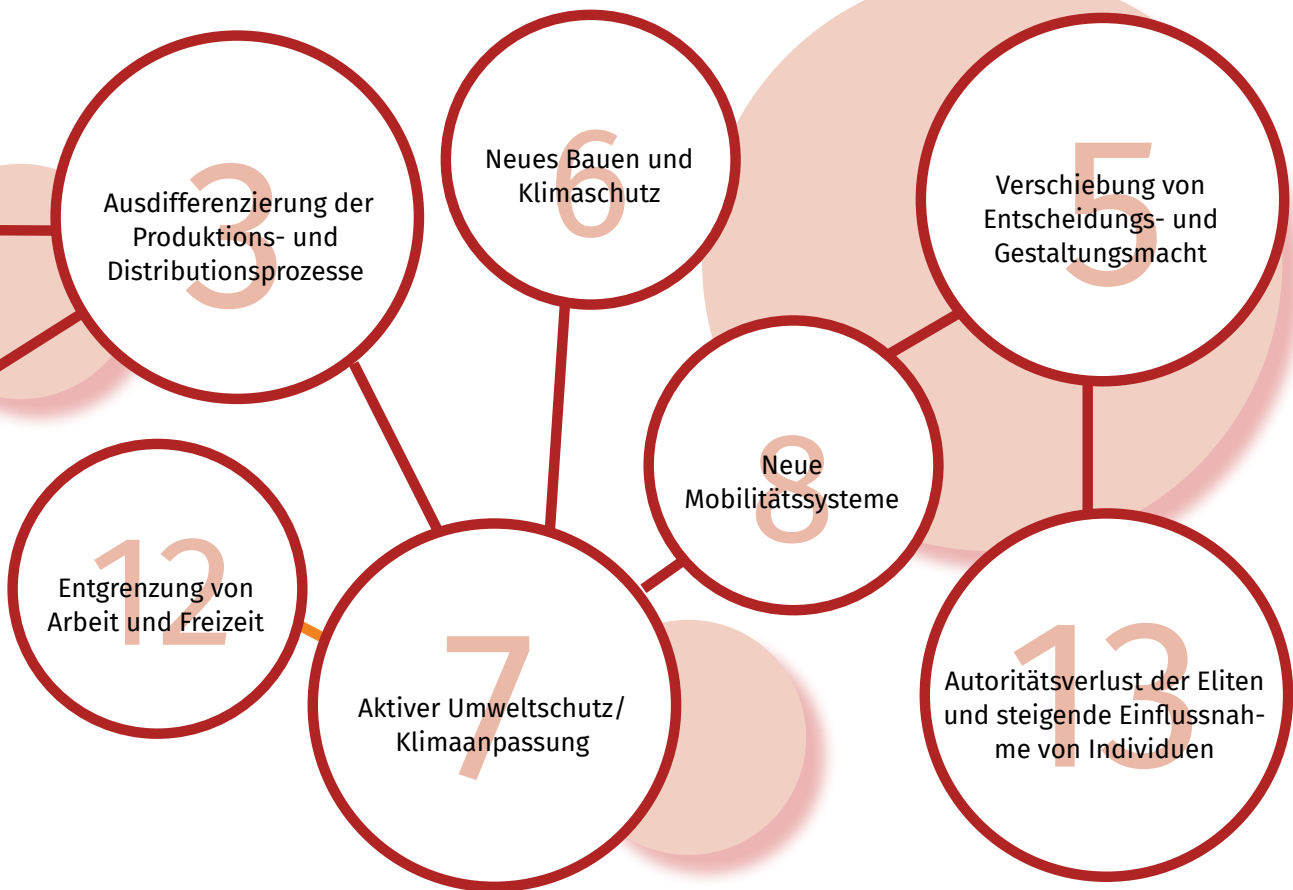 3
Ausdifferenzierung der
Produktions- und
Distributionsprozesse
6
Neues Bauen und
Klimaschutz
5
Verschiebung von
Entscheidungs- und
Gestaltungsmacht
8
Neue
Mobilitätssysteme
12
Entgrenzung von
Arbeit und Freizeit
7
Aktiver Umweltschutz/
Klimaanpassung
13
Autoritätsverlust der Eliten
und steigende Einflussnah-
me von Individuen